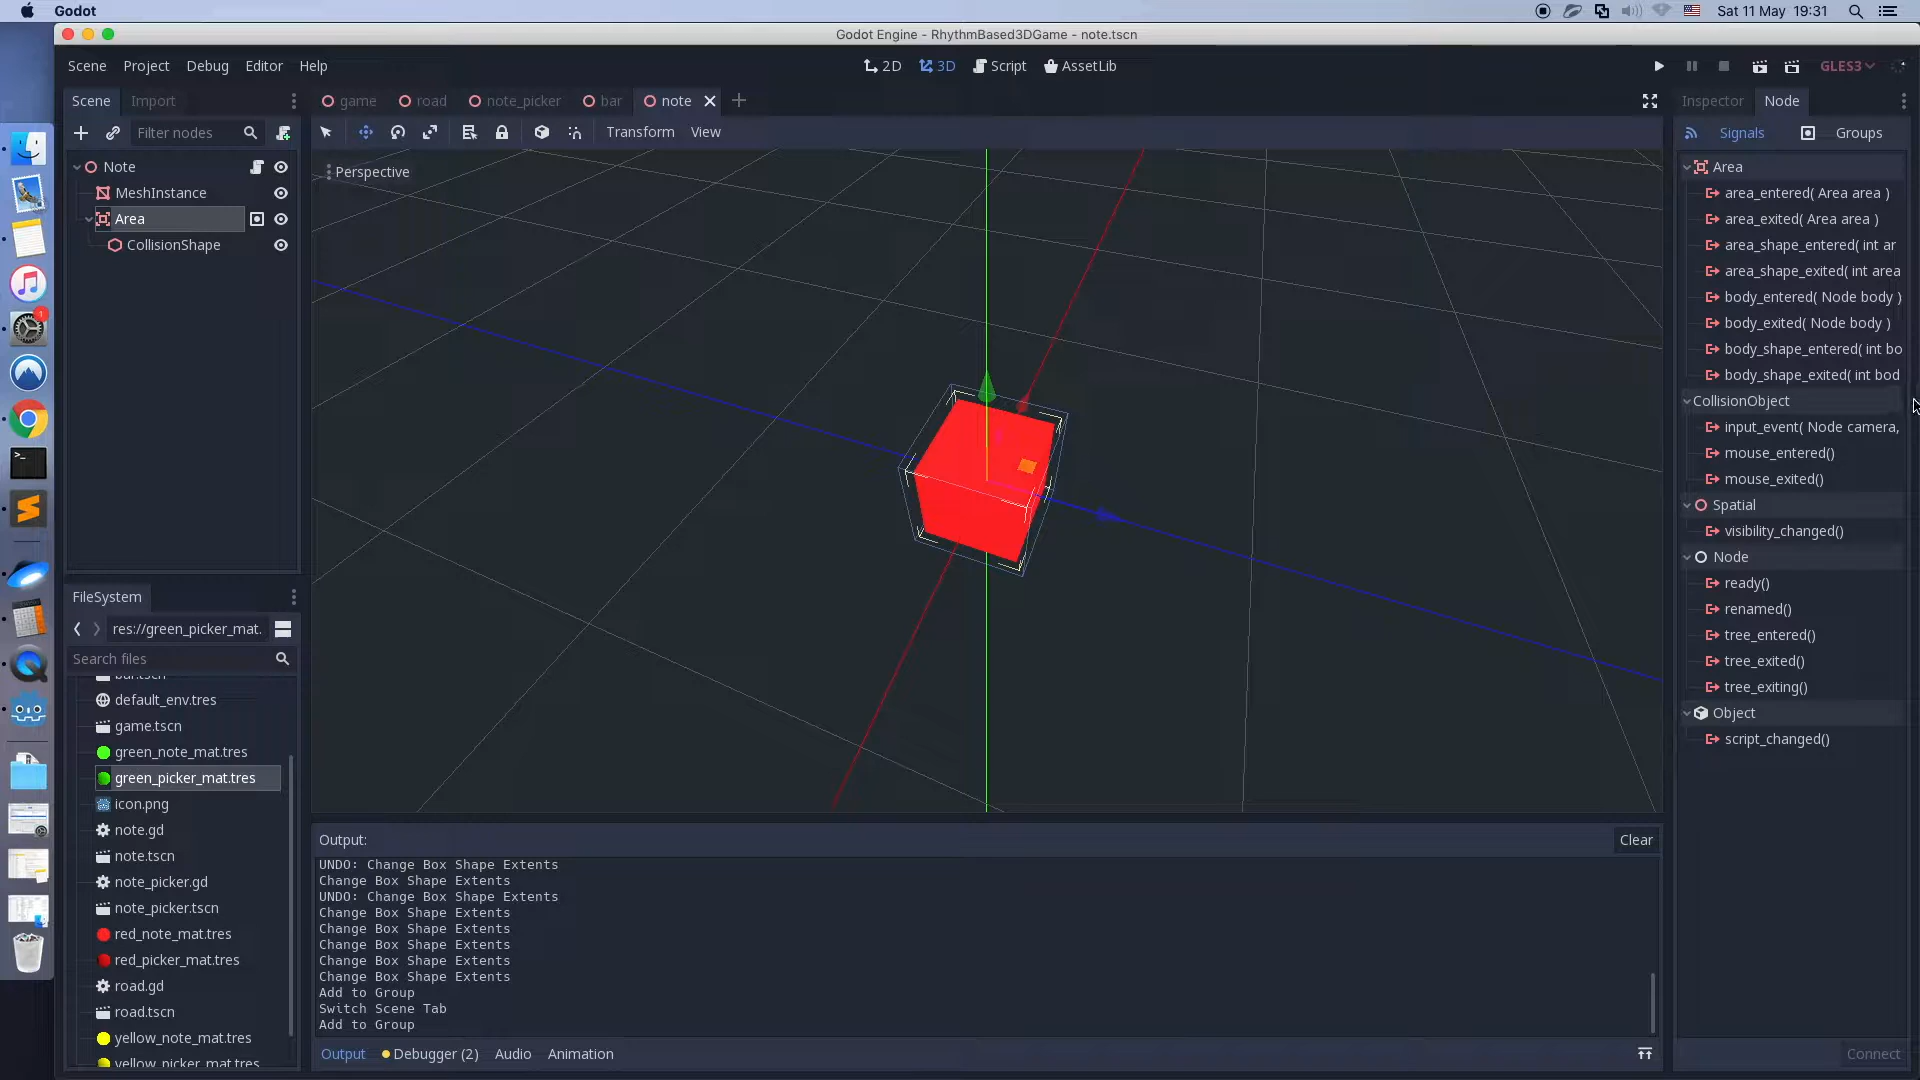 Godot
Sat 11 May 19:31
Godot Engine - RhythmBased3DGame - note.tscn
Scene Project Debug Editor Help
2D 3D Script AssetLib
GLES3
Scene Import
game road note_picker bar note
Inspector Node
Filter nodes
Transform View
Signals Groups
Perspective
Note
MeshInstance
Area
CollisionShape
Area
area_entered( Area area )
area_exited( Area area )
area_shape_entered( int ar
area_shape_exited( int area
body_entered( Node body )
body_exited( Node body )
body_shape_entered( int bo
body_shape_exited( int bod
CollisionObject
input_event( Node camera,
mouse_entered()
mouse_exited()
Spatial
visibility_changed()
Node
ready()
renamed()
tree_entered()
tree_exited()
tree_exiting()
Object
script_changed()
Connect
FileSystem
res://green_picker_mat.
Search files
bar.tscn
default_env.tres
game.tscn
green_note_mat.tres
green_picker_mat.tres
icon.png
note.gd
note.tscn
note_picker.gd
note_picker.tscn
red_note_mat.tres
red_picker_mat.tres
road.gd
road.tscn
yellow_note_mat.tres
yellow_picker_mat.tres
Output:
Clear
UNDO: Change Box Shape Extents
Change Box Shape Extents
UNDO: Change Box Shape Extents
Change Box Shape Extents
Change Box Shape Extents
Change Box Shape Extents
Change Box Shape Extents
Change Box Shape Extents
Add to Group
Switch Scene Tab
Add to Group
Output Debugger (2) Audio Animation
1